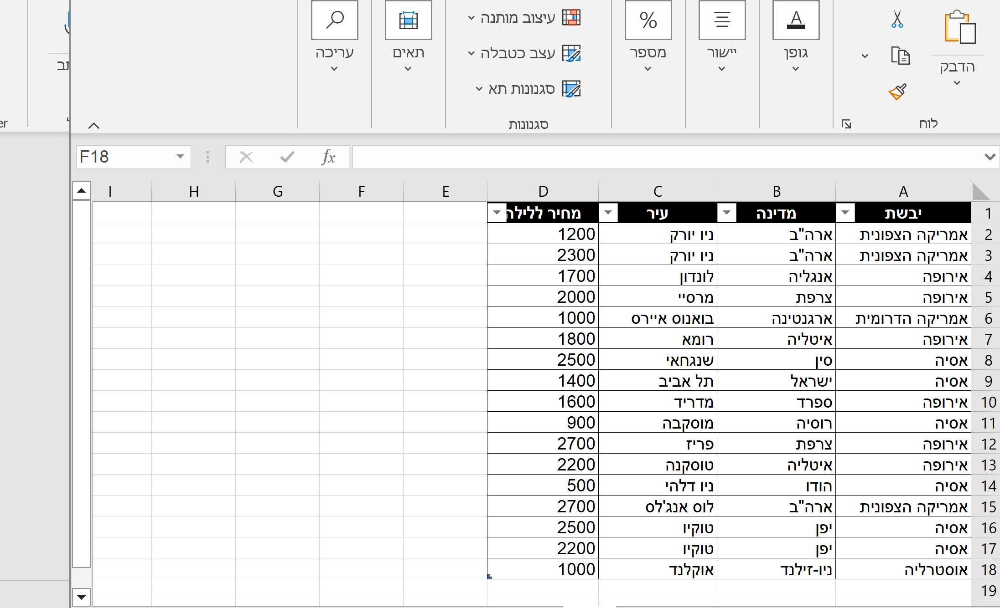 הדבק
לוח
גופן
יישור
מספר
%
עיצוב מותנה
עצב כטבלה
סגנונות תא
סגנונות
תאים
עריכה
תב
er
F18
fx
A B C D E F G H I
1 יבשת מדינה עיר מחיר ללילה
2 אמריקה הצפונית ארה"ב ניו יורק 1200
3 אמריקה הצפונית ארה"ב ניו יורק 2300
4 אירופה אנגליה לונדון 1700
5 אירופה צרפת מרסיי 2000
6 אמריקה הדרומית ארגנטינה בואנוס איירס 1000
7 אירופה איטליה רומא 1800
8 אסיה סין שנגחאי 2500
9 אסיה ישראל תל אביב 1400
10 אירופה ספרד מדריד 1600
11 אסיה רוסיה מוסקבה 900
12 אירופה צרפת פריז 2700
13 אירופה איטליה טוסקנה 2200
14 אסיה הודו ניו דלהי 500
15 אמריקה הצפונית ארה"ב לוס אנג'לס 2700
16 אסיה יפן טוקיו 2500
17 אסיה יפן טוקיו 2200
18 אוסטרליה ניו-זילנד אוקלנד 1000
19